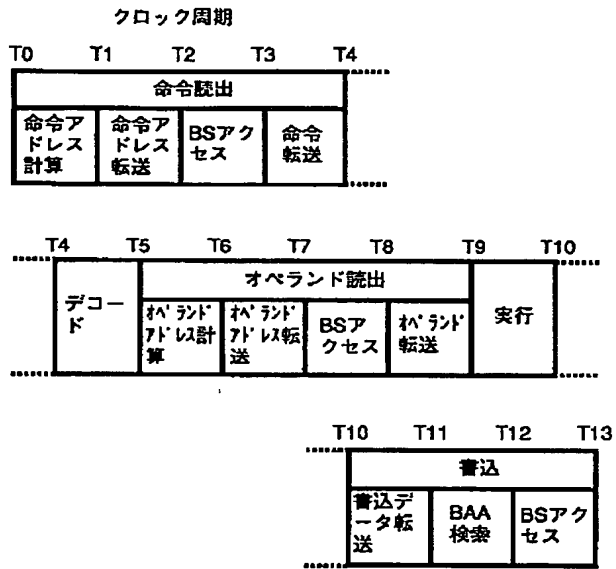 クロック周期
T0 T1 T2 T3 T4
命令読出
命令ア 命令ア BSアク 命令
ドレス ドレス セス 転送
計算 転送
T4 T5 T6 T7 T8 T9 T10
デコー
ド
オペランド読出
実行
オペランド オペランド BSア オペランド
アドレス計 アドレス転 クセス 転送
算 送
T10 T11 T12 T13
書込
書込デ BAA BSアク
ータ転 検索 セス
送